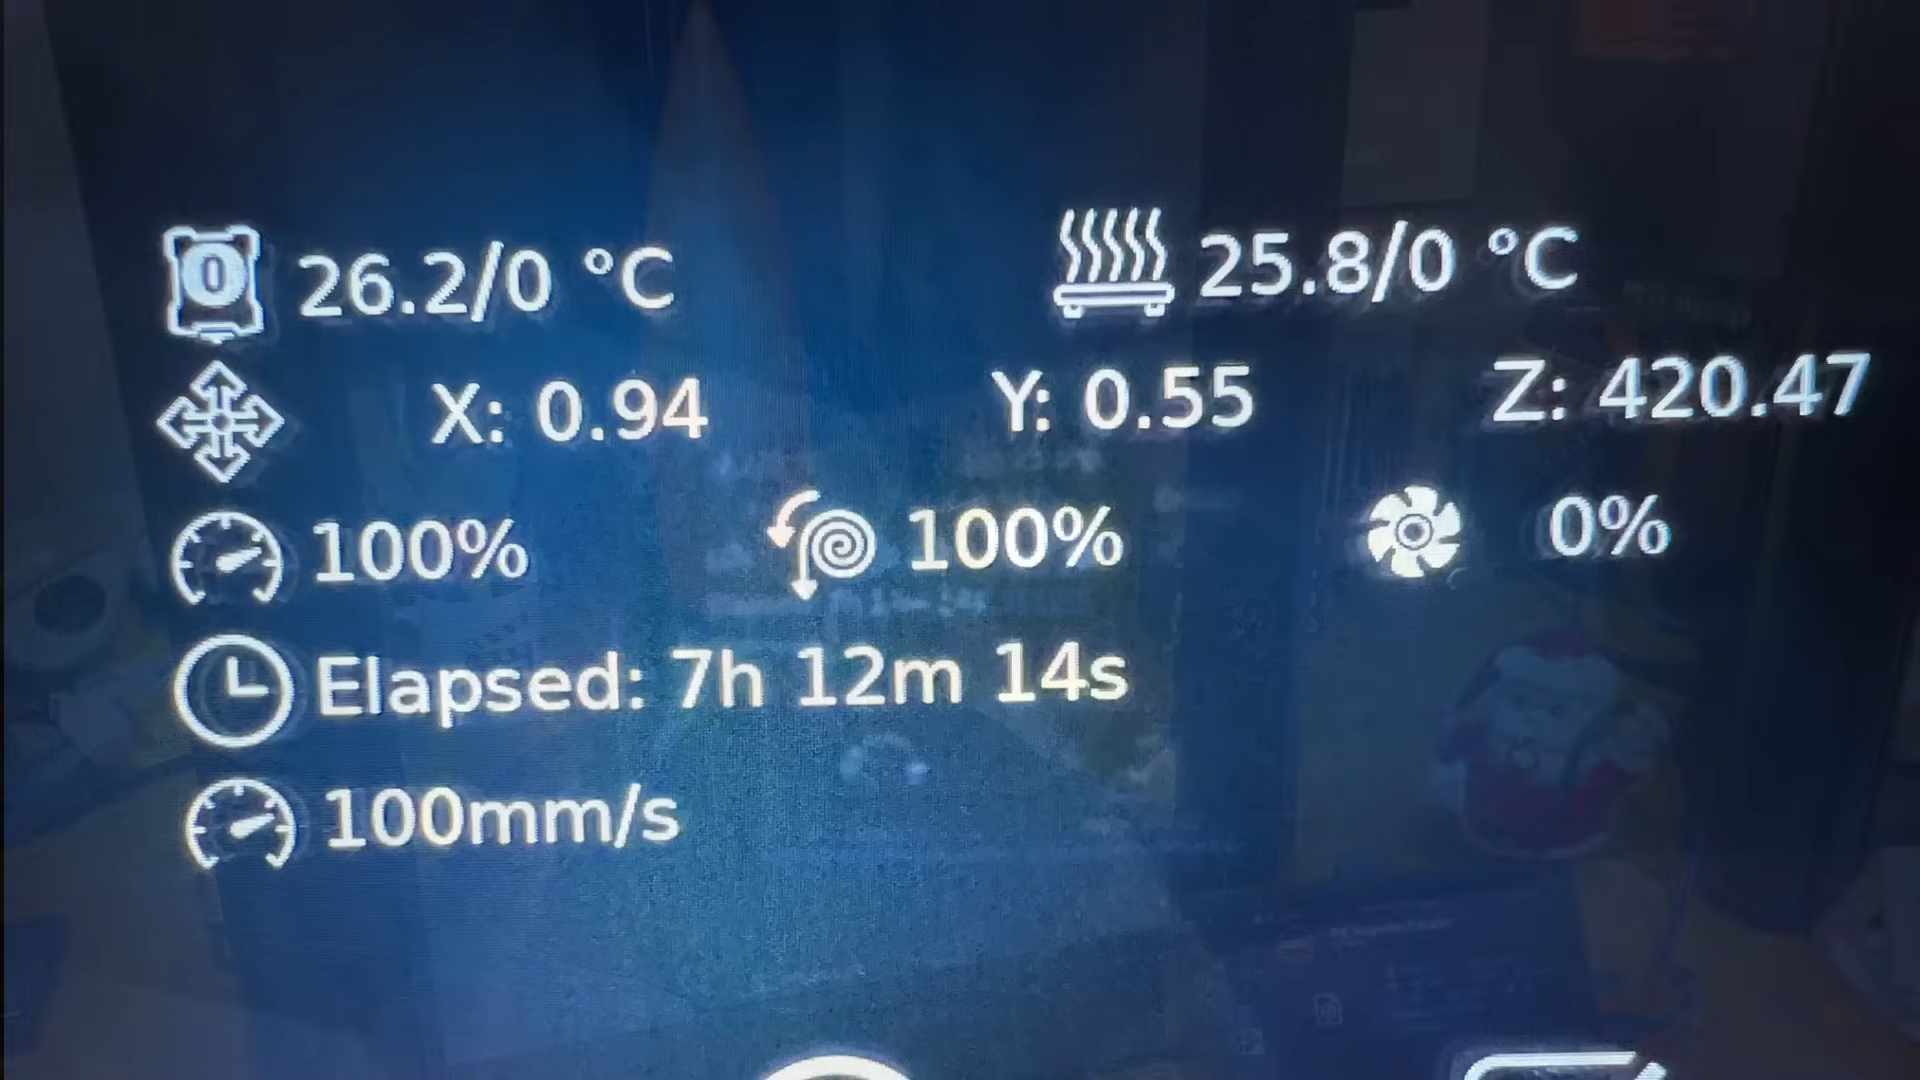 0 26.2/0 °C 25.8/0 °C
X: 0.94 Y: 0.55 Z: 420.47
100% 100% 0%
Elapsed: 7h 12m 14s
100mm/s